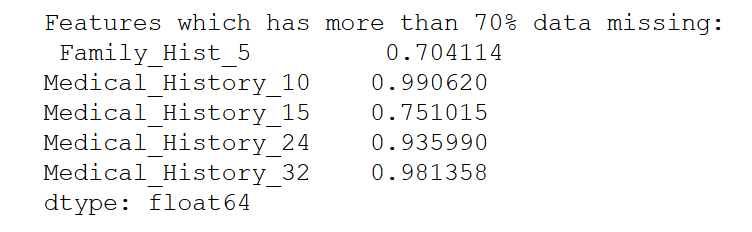 Features which has more than 70% data missing:
Family_Hist_5 0.704114
Medical_History_10 0.990620
Medical_History_15 0.751015
Medical_History_24 0.935990
Medical_History_32 0.981358
dtype: float64